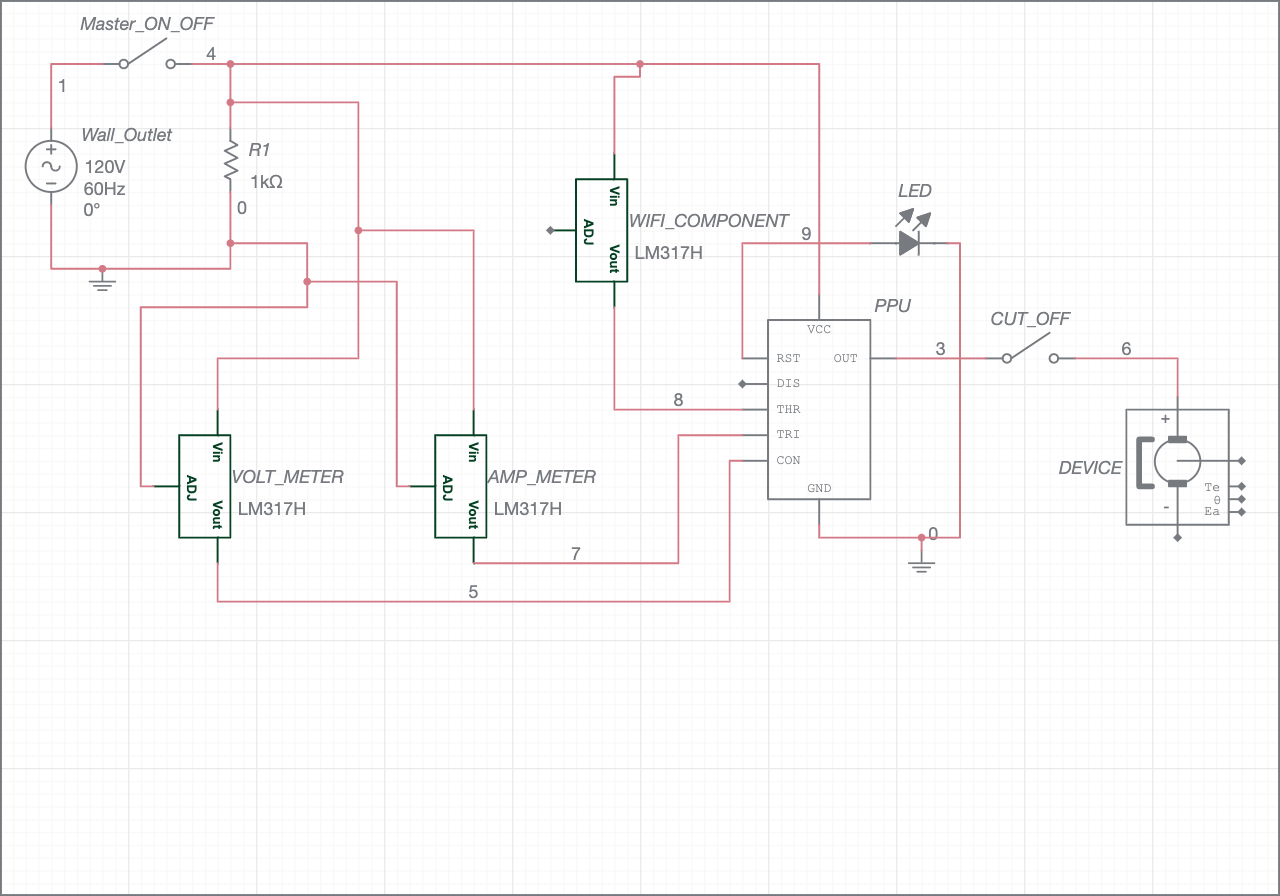 Master_ON_OFF
4
1
Wall_Outlet
120V
60Hz
0°
R1
1kΩ
0
Vin
ADJ
Vout
WIFI_COMPONENT
LM317H
LED
9
PPU
VCC
RST
OUT
DIS
THR
TRI
CON
GND
3
CUT_OFF
6
8
DEVICE
+
-
Te
θ
Ea
Vin
ADJ
Vout
VOLT_METER
LM317H
Vin
ADJ
Vout
AMP_METER
LM317H
0
7
5